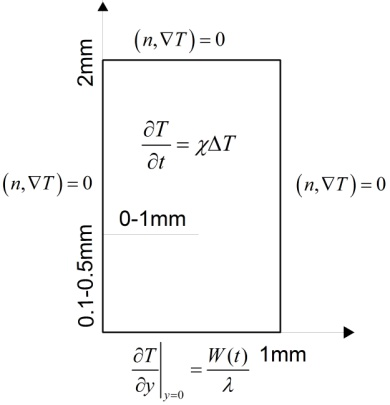 (n,∇T) = 0
2mm
∂T/∂t = χΔT
(n,∇T) = 0
(n,∇T) = 0
0-1mm
0.1-0.5mm
∂T/∂y|y=0 = W(t)/λ
1mm